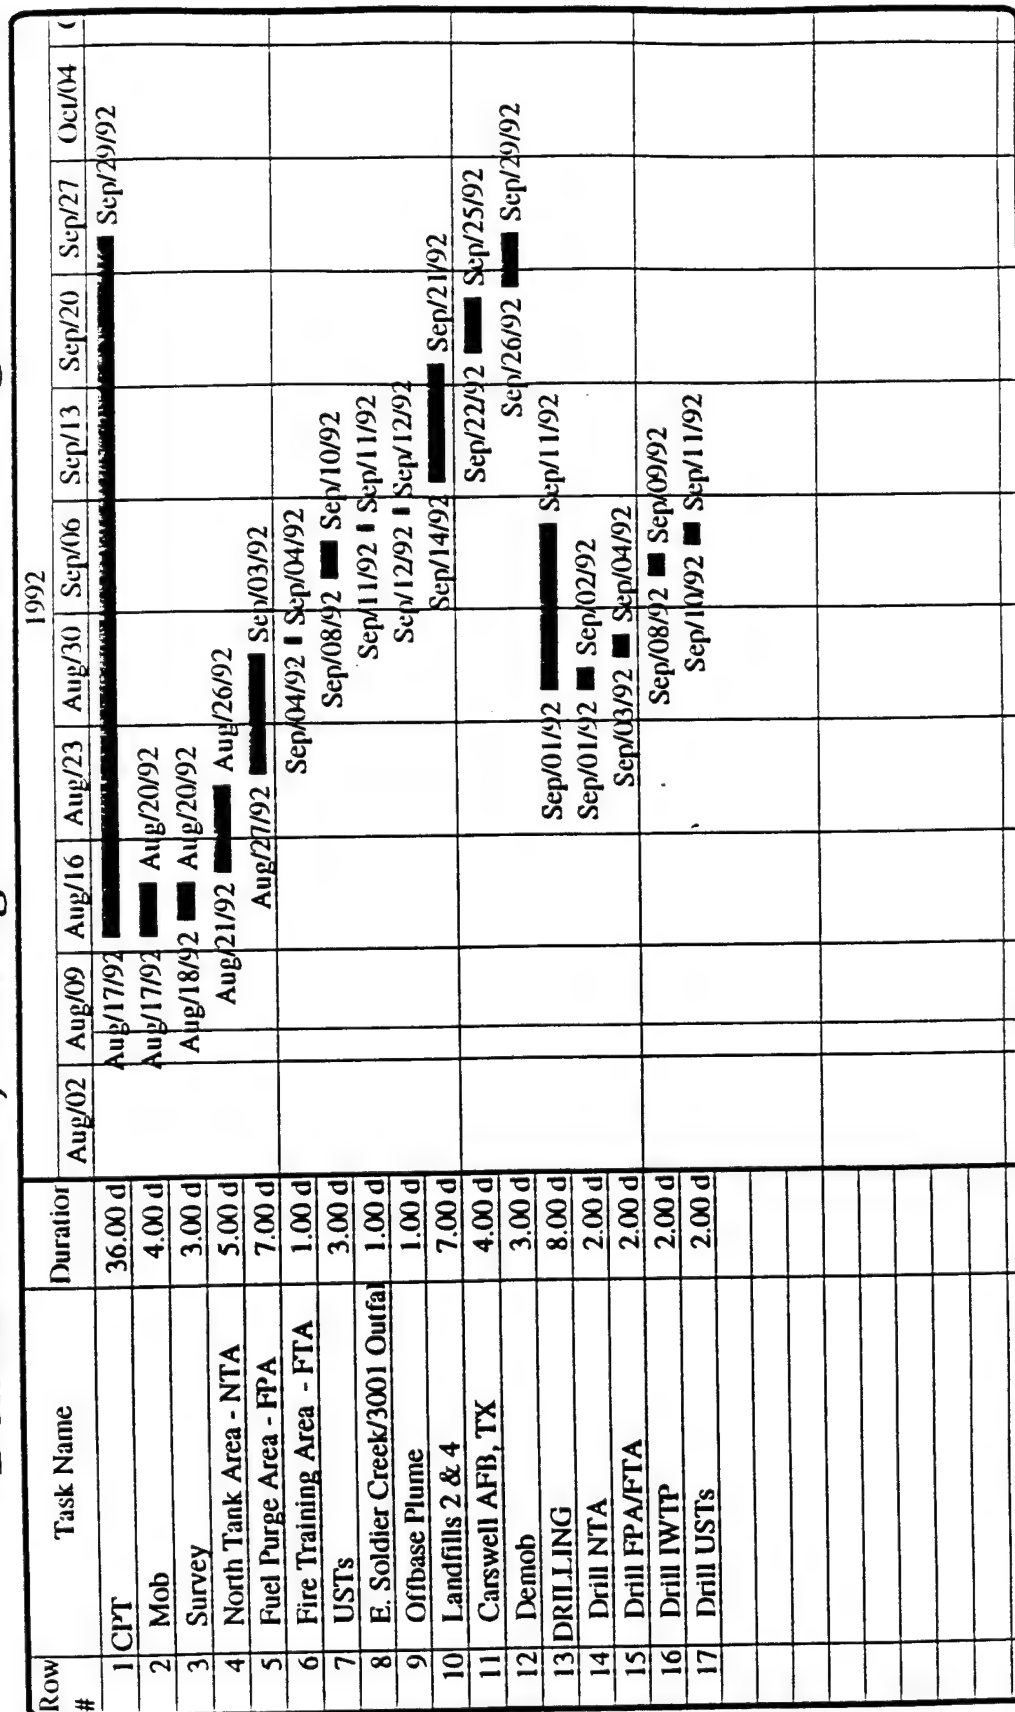 1992
Row # Task Name Duration Aug/02 Aug/09 Aug/16 Aug/23 Aug/30 Sep/06 Sep/13 Sep/20 Sep/27 Oct/04
1 CPT 36.00 d Aug/17/92 Sep/29/92
2 Mob 4.00 d Aug/17/92 Aug/20/92
3 Survey 3.00 d Aug/18/92 Aug/20/92
4 North Tank Area - NTA 5.00 d Aug/21/92 Aug/26/92
5 Fuel Purge Area - FPA 7.00 d Aug/27/92 Sep/03/92
6 Fire Training Area - FTA 1.00 d Sep/04/92 Sep/04/92
7 USTs 3.00 d Sep/08/92 Sep/10/92
8 E. Soldier Creek/3001 Outfal 1.00 d Sep/11/92 Sep/11/92
9 Offbase Plume 1.00 d Sep/12/92 Sep/12/92
10 Landfills 2 & 4 7.00 d Sep/14/92 Sep/21/92
11 Carswell AFB, TX 4.00 d Sep/22/92 Sep/25/92
12 Demob 3.00 d Sep/26/92 Sep/29/92
13 DRILLING 8.00 d Sep/01/92 Sep/11/92
14 Drill NTA 2.00 d Sep/01/92 Sep/02/92
15 Drill FPA/FTA 2.00 d Sep/03/92 Sep/04/92
16 Drill IWTP 2.00 d Sep/08/92 Sep/09/92
17 Drill USTs 2.00 d Sep/10/92 Sep/11/92